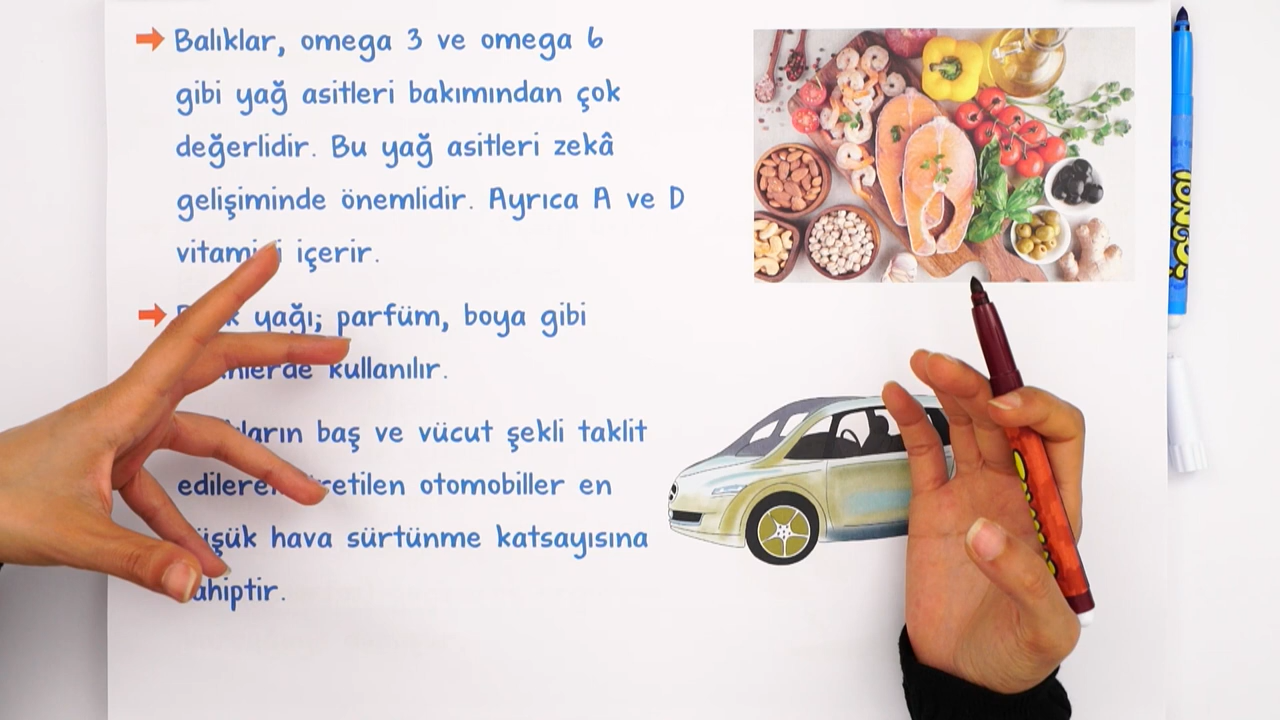 Balıklar, omega 3 ve omega 6
gibi yağ asitleri bakımından çok
değerlidir. Bu yağ asitleri zekâ
gelişiminde önemlidir. Ayrıca A ve D
vitamini içerir.
yağı; parfüm, boya gibi
kullanılır.
baş ve vücut şekli taklit
otomobiller en
hava sürtünme katsayısına